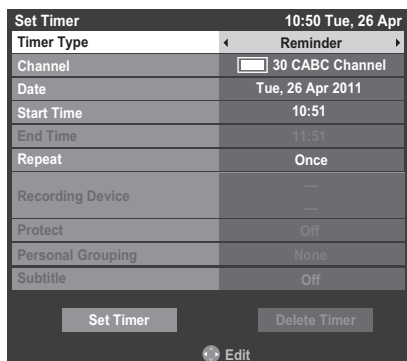 Set Timer 10:50 Tue, 26 Apr
Timer Type Reminder
Channel 30 CABC Channel
Date Tue, 26 Apr 2011
Start Time 10:51
End Time 11:51
Repeat Once
Recording Device —
—
Protect Off
Personal Grouping None
Subtitle Off
Set Timer Delete Timer
Edit